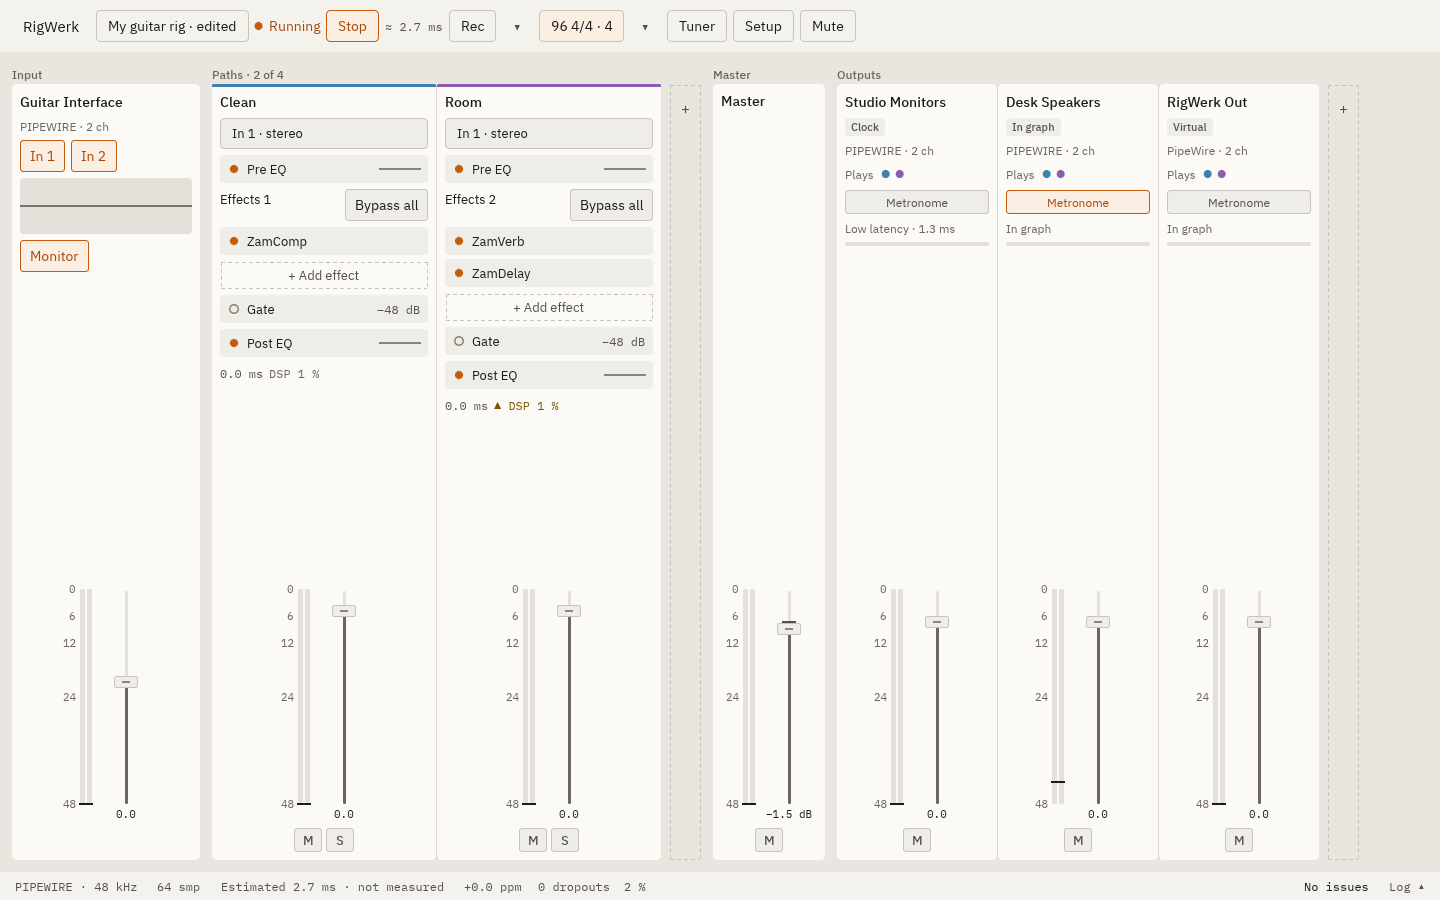 RigWerk
My guitar rig · edited
Running
Stop
≈ 2.7 ms
Rec
▼
96 4/4 · 4
▼
Tuner
Setup
Mute
Input
Guitar Interface
PIPEWIRE · 2 ch
In 1
In 2
Monitor
0
6
12
24
48
0.0
Paths · 2 of 4
Clean
In 1 · stereo
Pre EQ
Effects 1
Bypass all
ZamComp
+ Add effect
Gate
−48 dB
Post EQ
0.0 ms DSP 1 %
0
6
12
24
48
0.0
M
S
Room
In 1 · stereo
Pre EQ
Effects 2
Bypass all
ZamVerb
ZamDelay
+ Add effect
Gate
−48 dB
Post EQ
0.0 ms ▲ DSP 1 %
0
6
12
24
48
0.0
M
S
+
Master
Master
0
6
12
24
48
−1.5 dB
M
Outputs
Studio Monitors
Clock
PIPEWIRE · 2 ch
Plays
Metronome
Low latency · 1.3 ms
0
6
12
24
48
0.0
M
Desk Speakers
In graph
PIPEWIRE · 2 ch
Plays
Metronome
In graph
0
6
12
24
48
0.0
M
RigWerk Out
Virtual
PipeWire · 2 ch
Plays
Metronome
In graph
0
6
12
24
48
0.0
M
+
PIPEWIRE · 48 kHz
64 smp
Estimated 2.7 ms · not measured
+0.0 ppm
0 dropouts
2 %
No issues
Log ▲